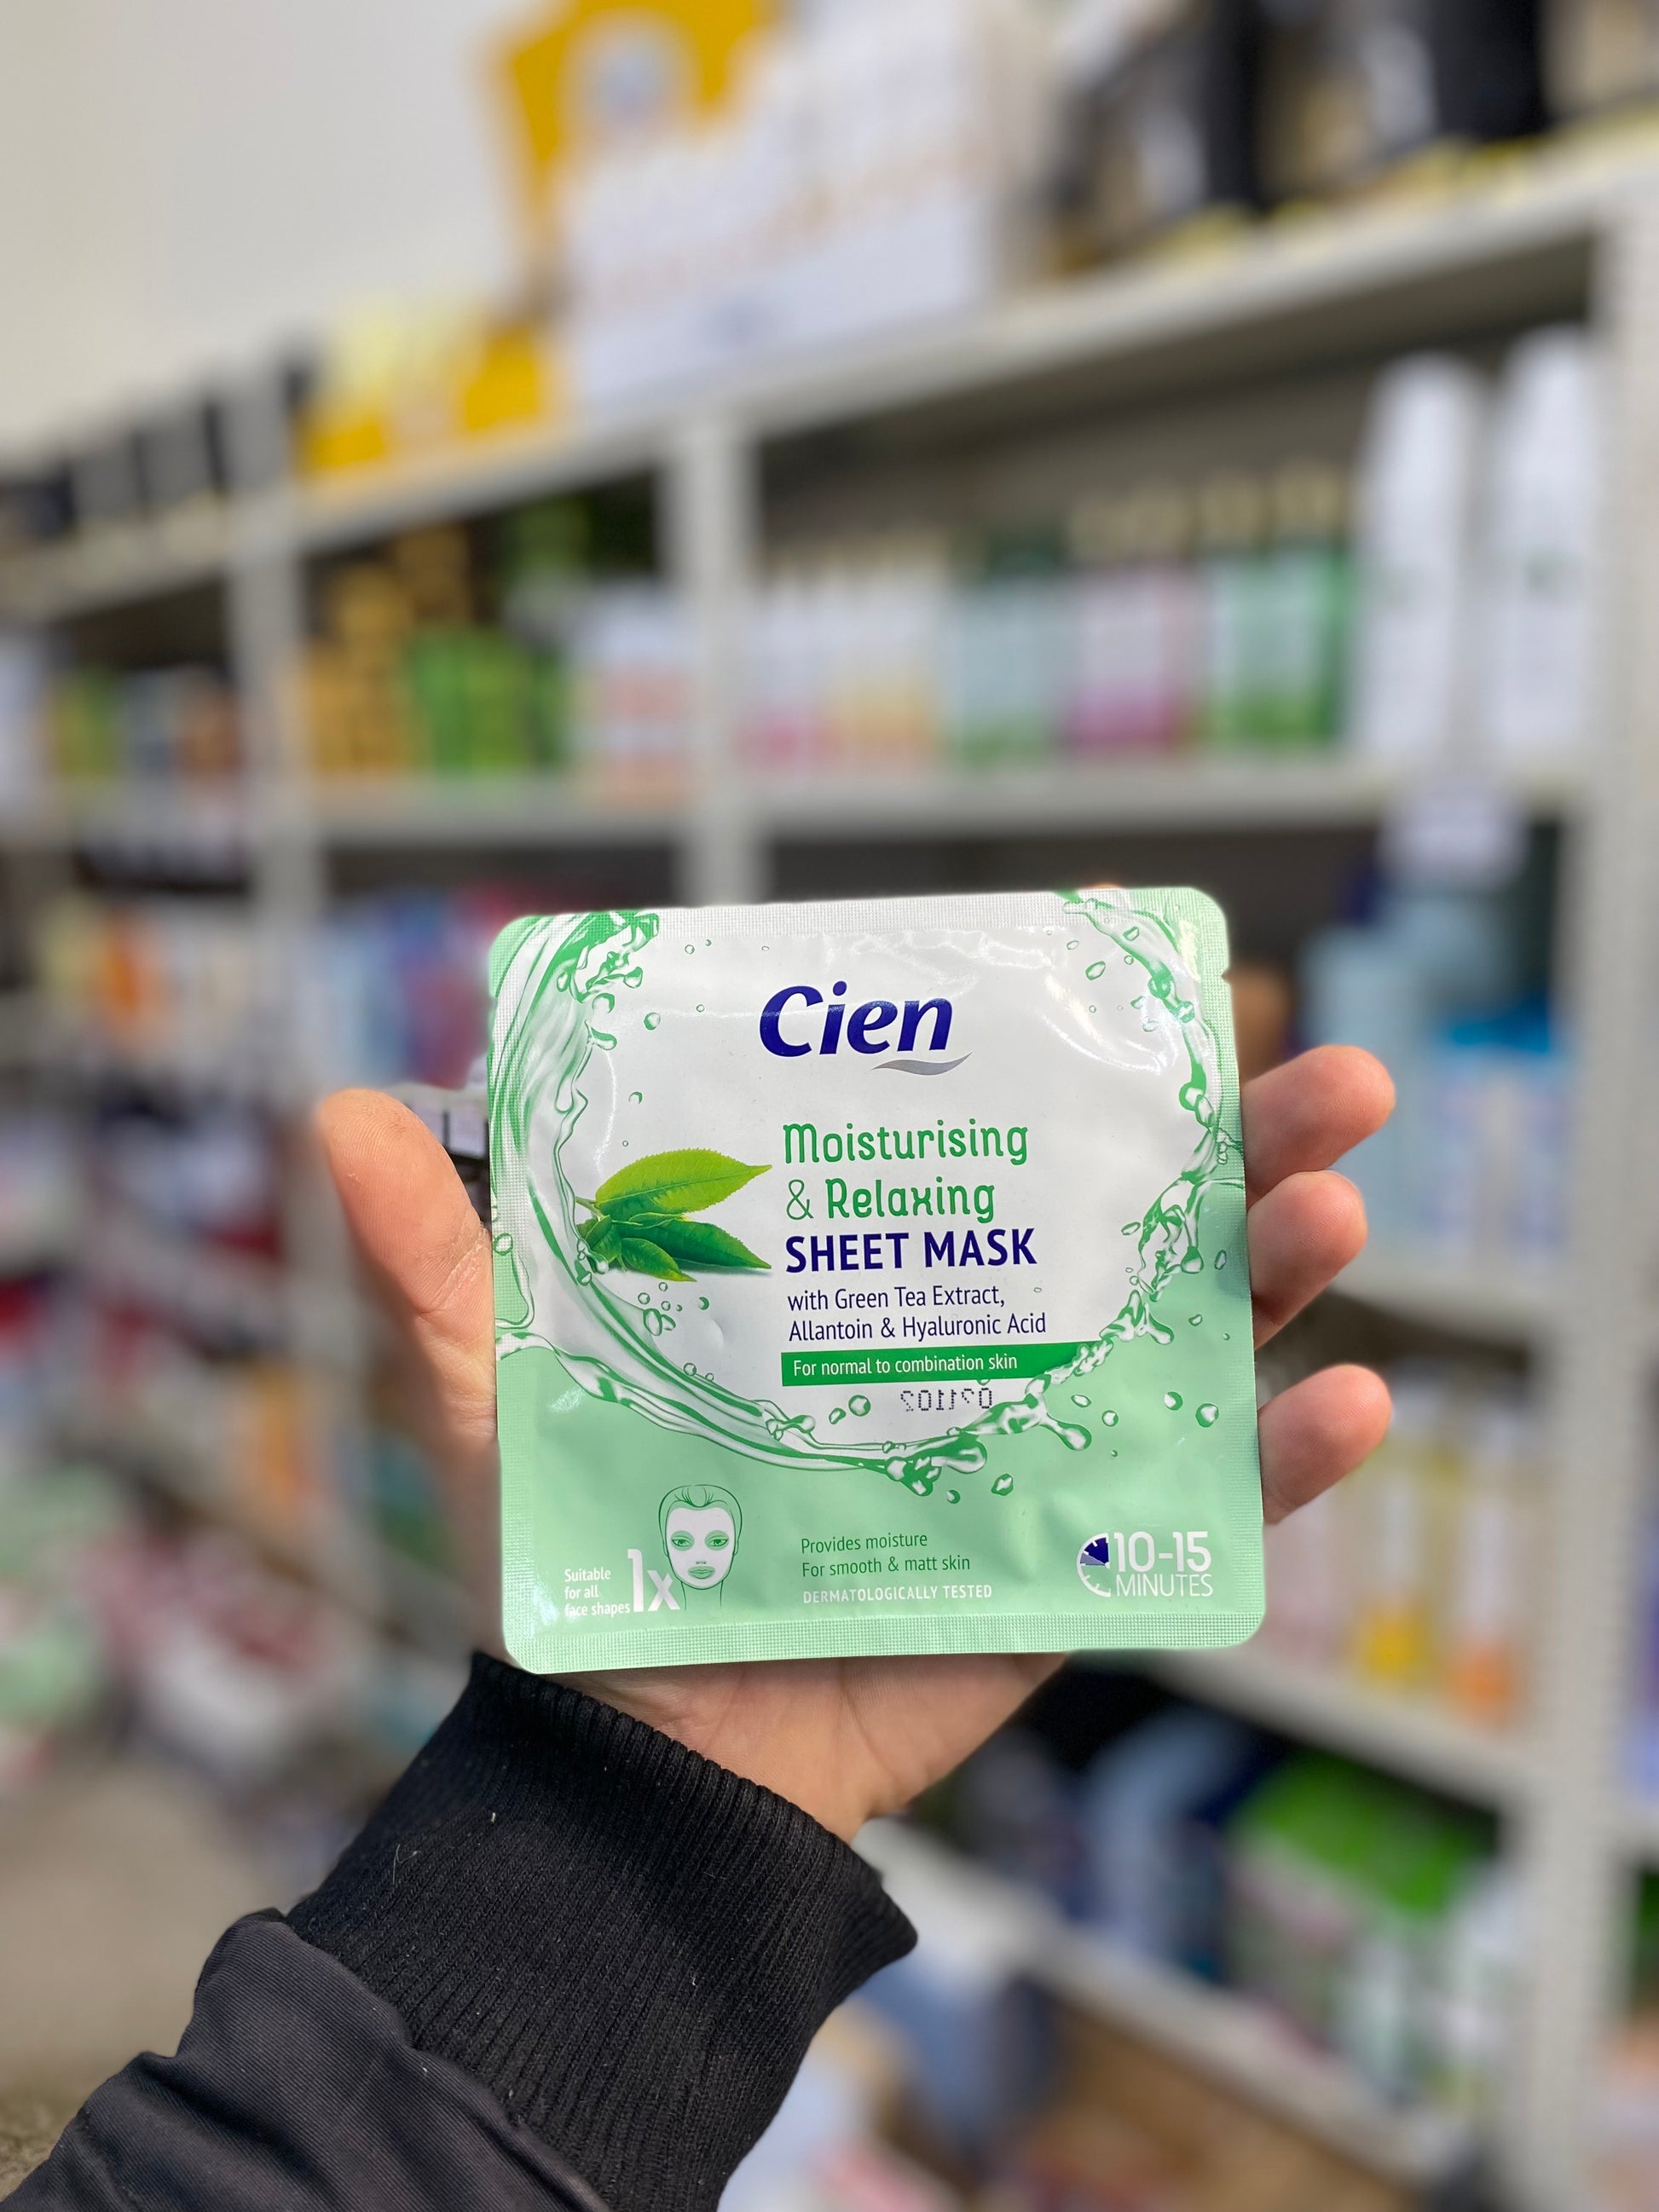 Cien
Moisturising
& Relaxing
SHEET MASK
with Green Tea Extract,
Allantoin & Hyaluronic Acid
For normal to combination skin
Suitable
for all
face shapes
1x
Provides moisture
For smooth & matt skin
DERMATOLOGICALLY TESTED
10-15
MINUTES